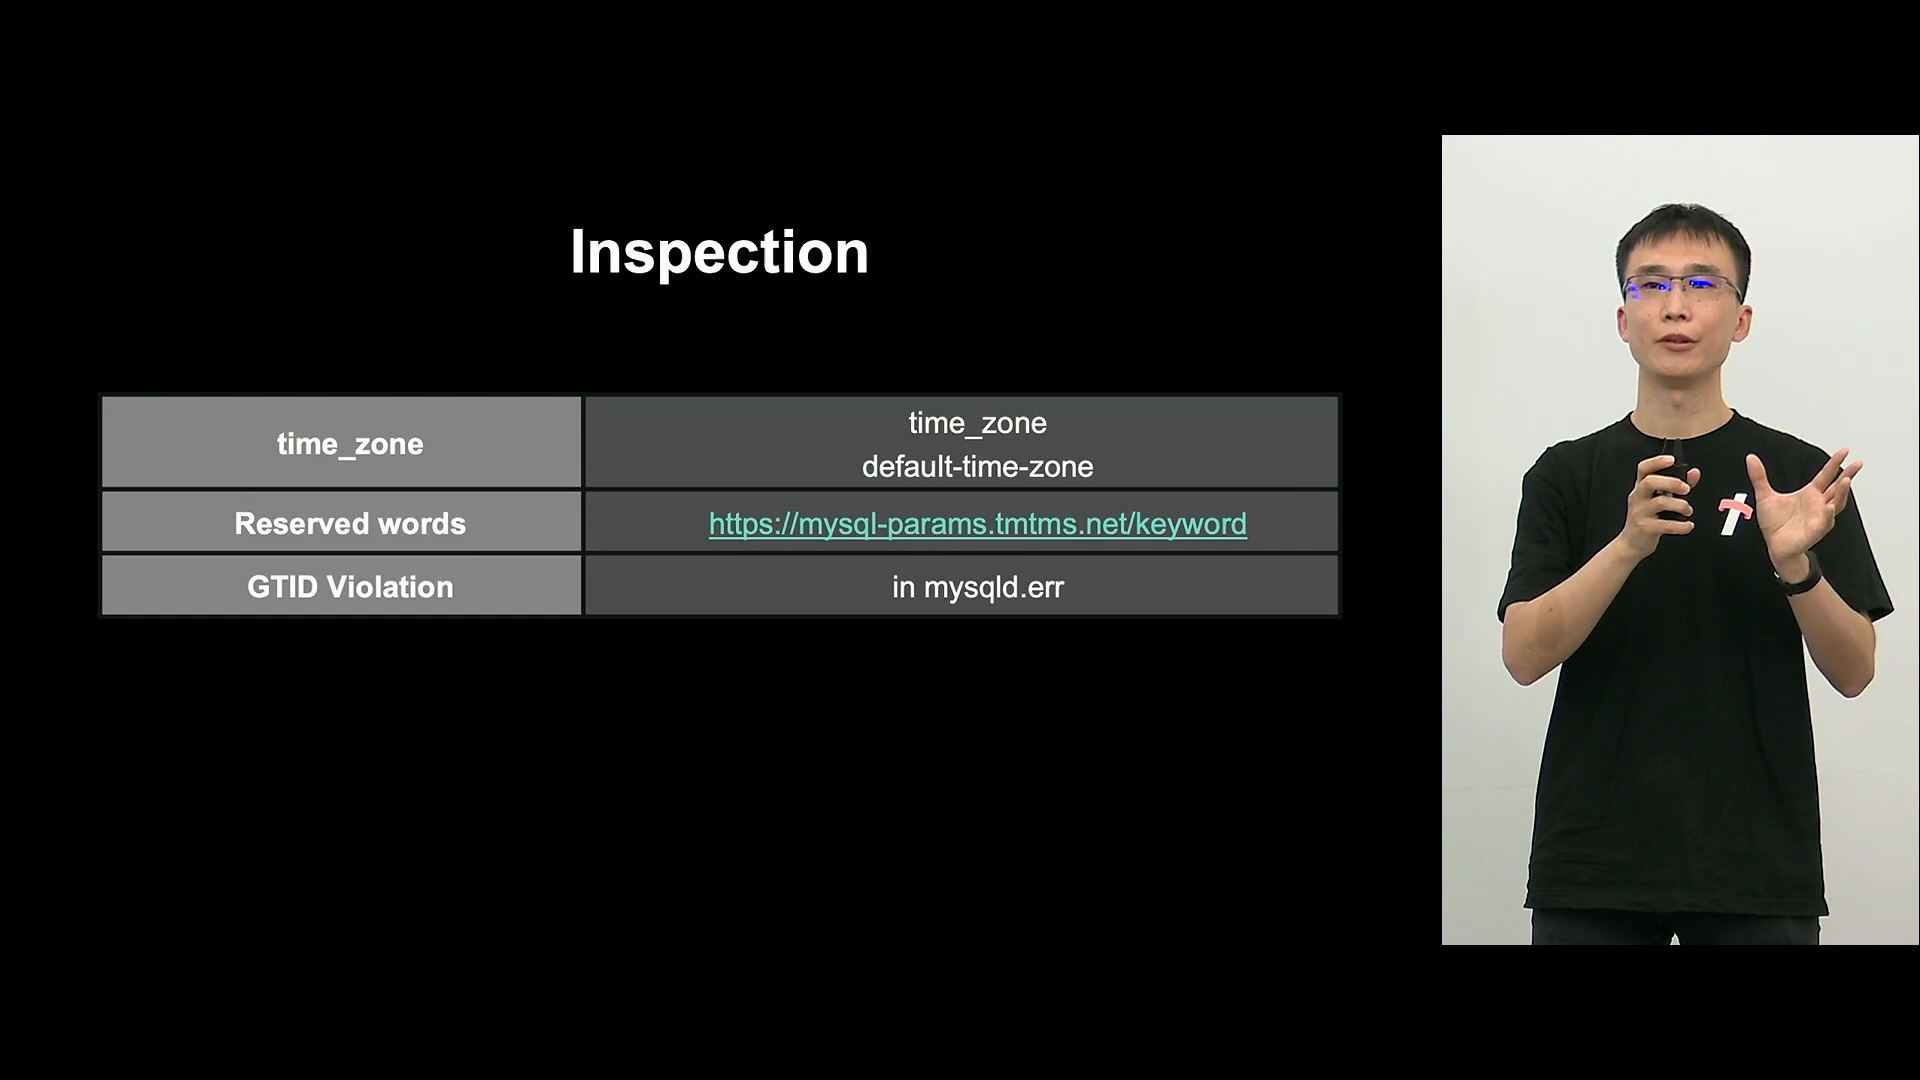 Inspection
time_zone
time_zone
default-time-zone
Reserved words
https://mysql-params.tmtms.net/keyword
GTID Violation
in mysqld.err